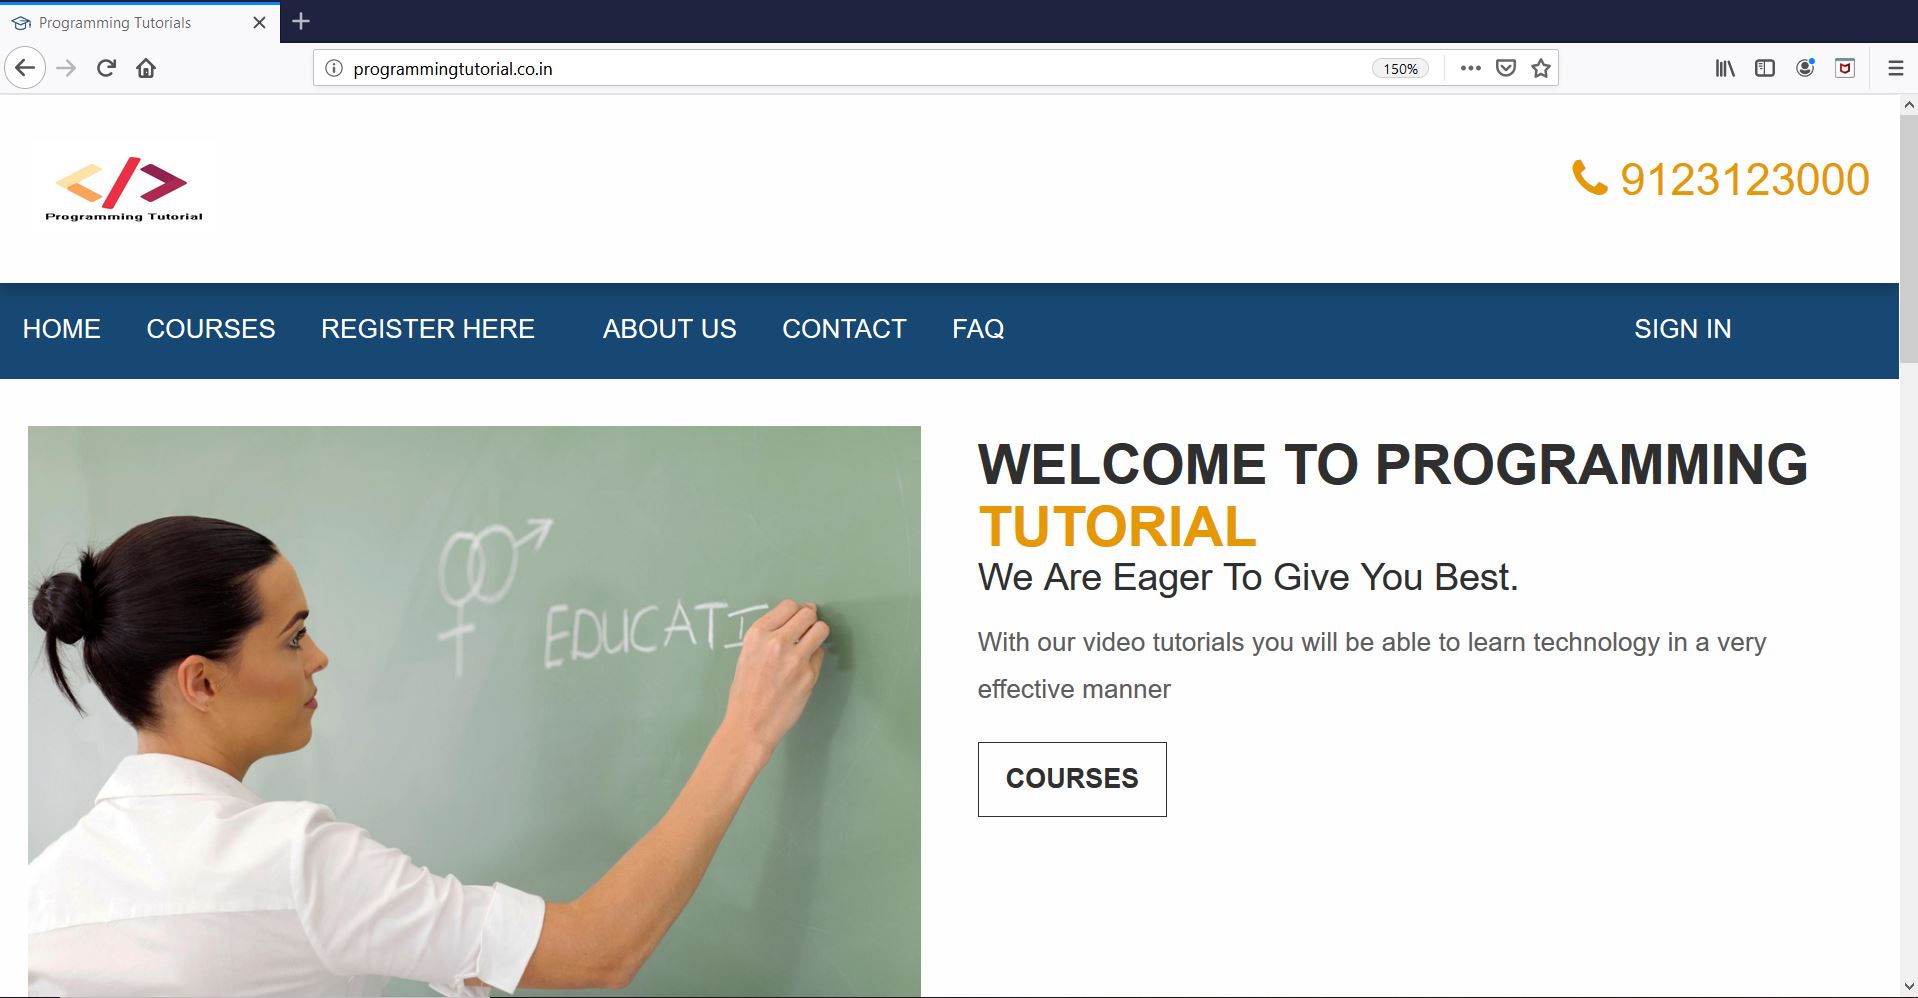 Programming Tutorials
programmingtutorial.co.in
150%
Programming Tutorial
9123123000
HOME COURSES REGISTER HERE ABOUT US CONTACT FAQ SIGN IN
EDUCATI
WELCOME TO PROGRAMMING
TUTORIAL
We Are Eager To Give You Best.
With our video tutorials you will be able to learn technology in a very
effective manner
COURSES